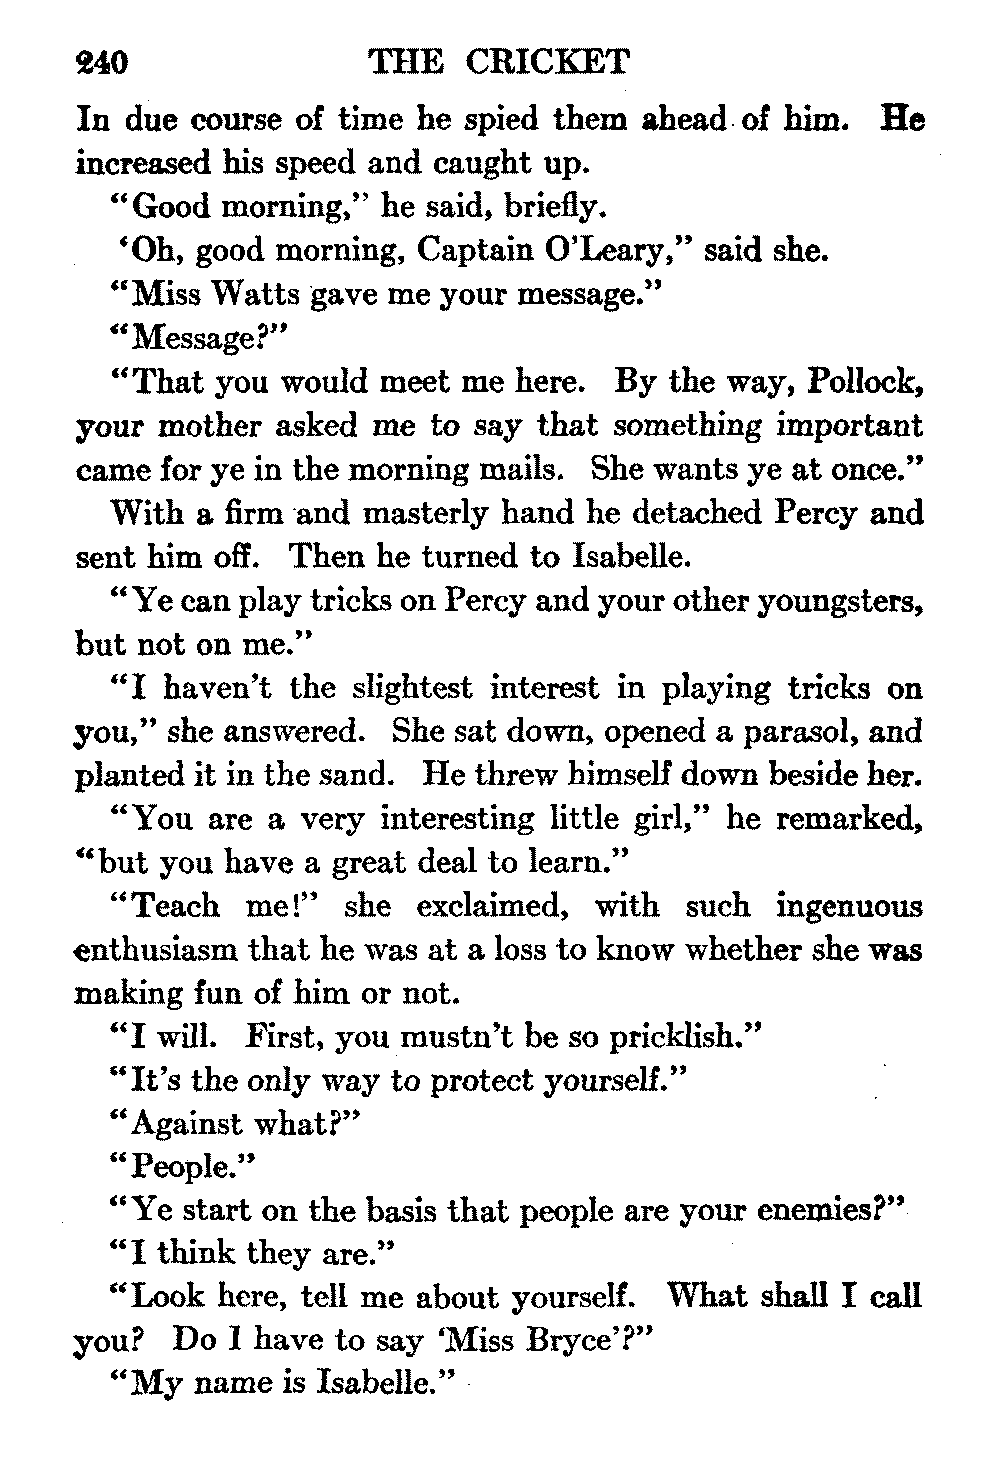 240 THE CRICKET
In due course of time he spied them ahead of him. He
increased his speed and caught up.
“Good morning,” he said, briefly.
‘Oh, good morning, Captain O’Leary,” said she.
“Miss Watts gave me your message.”
“Message?”
“That you would meet me here. By the way, Pollock,
your mother asked me to say that something important
came for ye in the morning mails. She wants ye at once.”
With a firm and masterly hand he detached Percy and
sent him off. Then he turned to Isabelle.
“Ye can play tricks on Percy and your other youngsters,
but not on me.”
“I haven’t the slightest interest in playing tricks on
you,” she answered. She sat down, opened a parasol, and
planted it in the sand. He threw himself down beside her.
“You are a very interesting little girl,” he remarked,
“but you have a great deal to learn.”
“Teach me!” she exclaimed, with such ingenuous
enthusiasm that he was at a loss to know whether she was
making fun of him or not.
“I will. First, you mustn’t be so pricklish.”
“It’s the only way to protect yourself.”
“Against what?”
“People.”
“Ye start on the basis that people are your enemies?”
“I think they are.”
“Look here, tell me about yourself. What shall I call
you? Do I have to say ‘Miss Bryce’?”
“My name is Isabelle.”